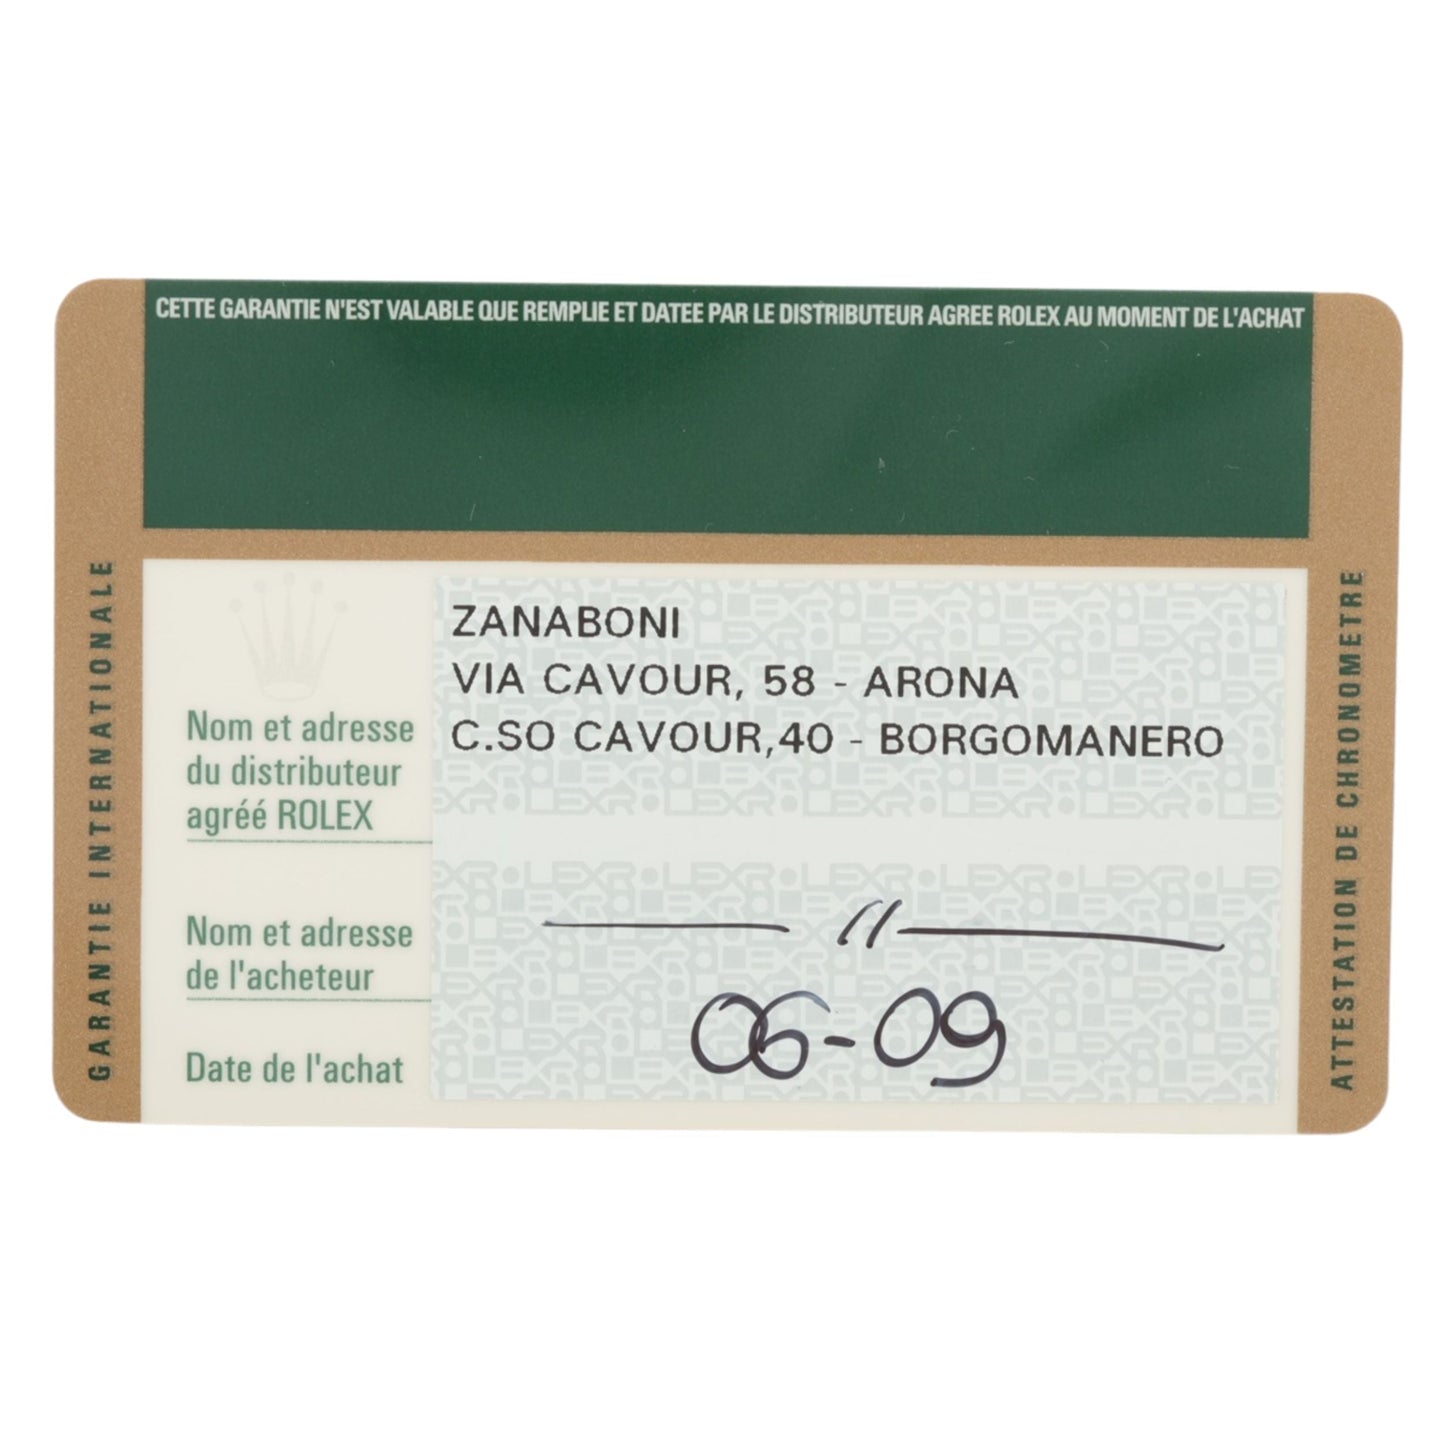 CETTE GARANTIE N'EST VALABLE QUE REMPLIE ET DATEE PAR LE DISTRIBUTEUR AGREE ROLEX AU MOMENT DE L'ACHAT
GARANTIE INTERNATIONALE
Nom et adresse
du distributeur
agréé ROLEX
ZANABONI
VIA CAVOUR, 58 - ARONA
C.SO CAVOUR,40 - BORGOMANERO
Nom et adresse
de l'acheteur
— // —
Date de l'achat
06-09
ATTESTATION DE CHRONOMETRE